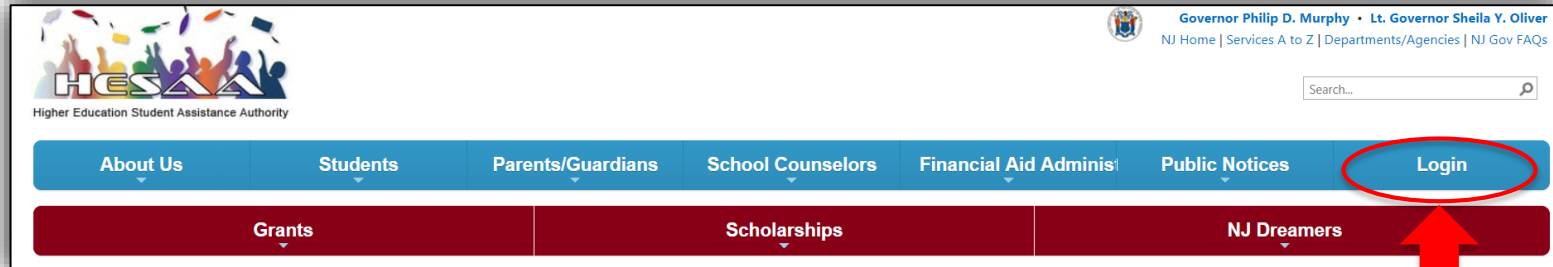 Governor Philip D. Murphy • Lt. Governor Sheila Y. Oliver
NJ Home | Services A to Z | Departments/Agencies | NJ Gov FAQs
HESAA
Higher Education Student Assistance Authority
Search...
About Us Students Parents/Guardians School Counselors Financial Aid Administ Public Notices Login
Grants Scholarships NJ Dreamers